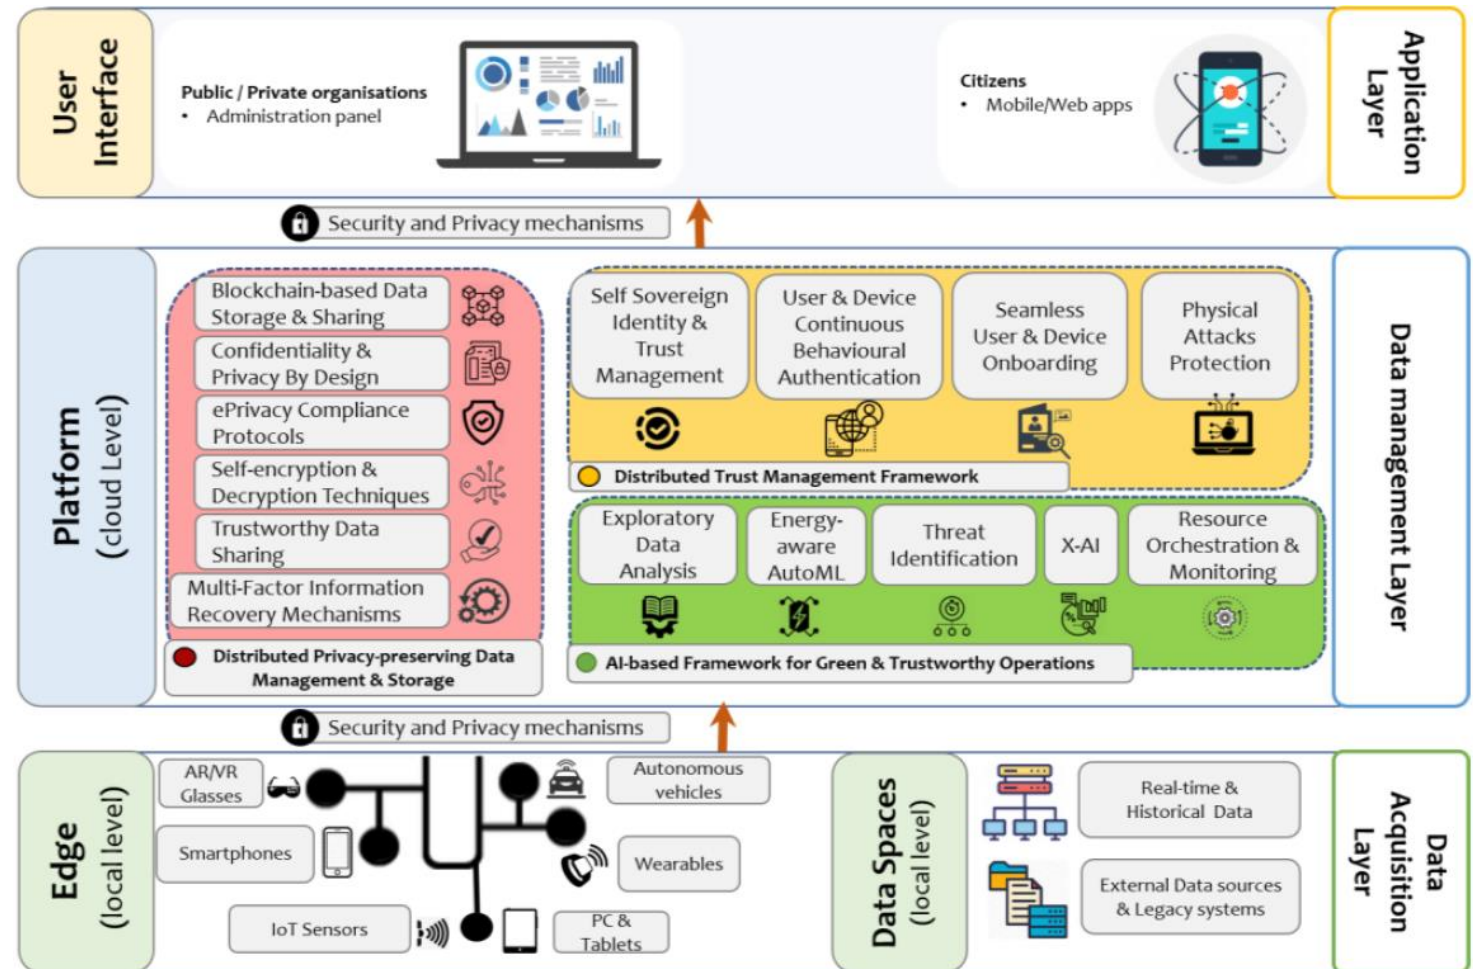 User
Interface
Public / Private organisations
• Administration panel
Citizens
• Mobile/Web apps
Application
Layer
Security and Privacy mechanisms
Platform
(cloud Level)
Blockchain-based Data
Storage & Sharing
Confidentiality &
Privacy By Design
ePrivacy Compliance
Protocols
Self-encryption &
Decryption Techniques
Trustworthy Data
Sharing
Multi-Factor Information
Recovery Mechanisms
Distributed Privacy-preserving Data
Management & Storage
Self Sovereign
Identity &
Trust
Management
User & Device
Continuous
Behavioural
Authentication
Seamless
User & Device
Onboarding
Physical
Attacks
Protection
Distributed Trust Management Framework
Exploratory
Data
Analysis
Energy-
aware
AutoML
Threat
Identification
X-AI
Resource
Orchestration &
Monitoring
AI-based Framework for Green & Trustworthy Operations
Data management Layer
Security and Privacy mechanisms
Edge
(local level)
AR/VR
Glasses
Smartphones
IoT Sensors
Autonomous
vehicles
Wearables
PC &
Tablets
Data Spaces
(local level)
Real-time &
Historical Data
External Data sources
& Legacy systems
Data
Acquisition
Layer